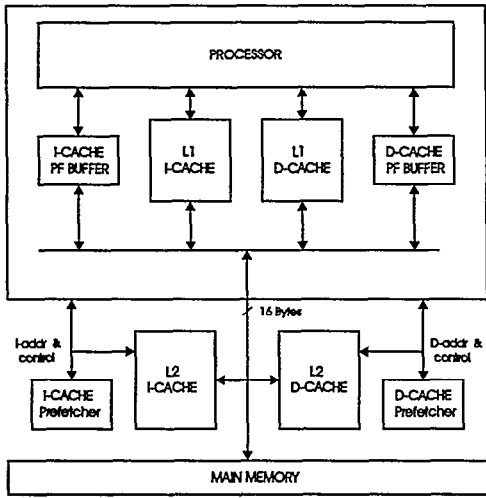 PROCESSOR
I-CACHE
PF BUFFER
L1
I-CACHE
L1
D-CACHE
D-CACHE
PF BUFFER
16 Bytes
I-addr &
control
D-addr &
control
L2
I-CACHE
L2
D-CACHE
I-CACHE
Prefetcher
D-CACHE
Prefetcher
MAIN MEMORY